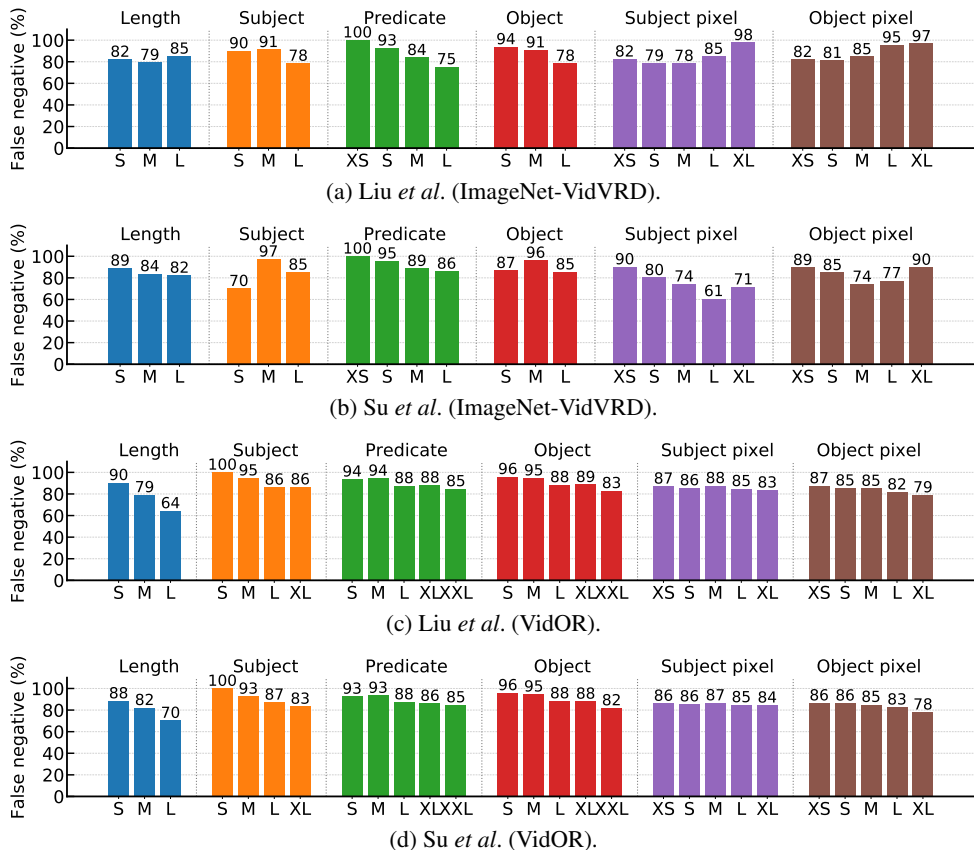 Length Subject Predicate Object Subject pixel Object pixel
False negative (%)
100
80
60
40
20
0
82 79 85 90 91 78 100 93 84 75 94 91 78 82 79 78 85 98 82 81 85 95 97
S M L S M L XS S M L S M L XS S M L XL XS S M L XL
(a) Liu et al. (ImageNet-VidVRD).
Length Subject Predicate Object Subject pixel Object pixel
False negative (%)
100
80
60
40
20
0
89 84 82 70 97 85 100 95 89 86 87 96 85 90 80 74 61 71 89 85 74 77 90
S M L S M L XS S M L S M L XS S M L XL XS S M L XL
(b) Su et al. (ImageNet-VidVRD).
Length Subject Predicate Object Subject pixel Object pixel
False negative (%)
100
80
60
40
20
0
90 79 64 100 95 86 86 94 94 88 88 85 96 95 88 89 83 87 86 88 85 83 87 85 85 82 79
S M L S M L XL S M L XLXXL S M L XLXXL XS S M L XL XS S M L XL
(c) Liu et al. (VidOR).
Length Subject Predicate Object Subject pixel Object pixel
False negative (%)
100
80
60
40
20
0
88 82 70 100 93 87 83 93 93 88 86 85 96 95 88 88 82 86 86 87 85 84 86 86 85 83 78
S M L S M L XL S M L XLXXL S M L XLXXL XS S M L XL XS S M L XL
(d) Su et al. (VidOR).